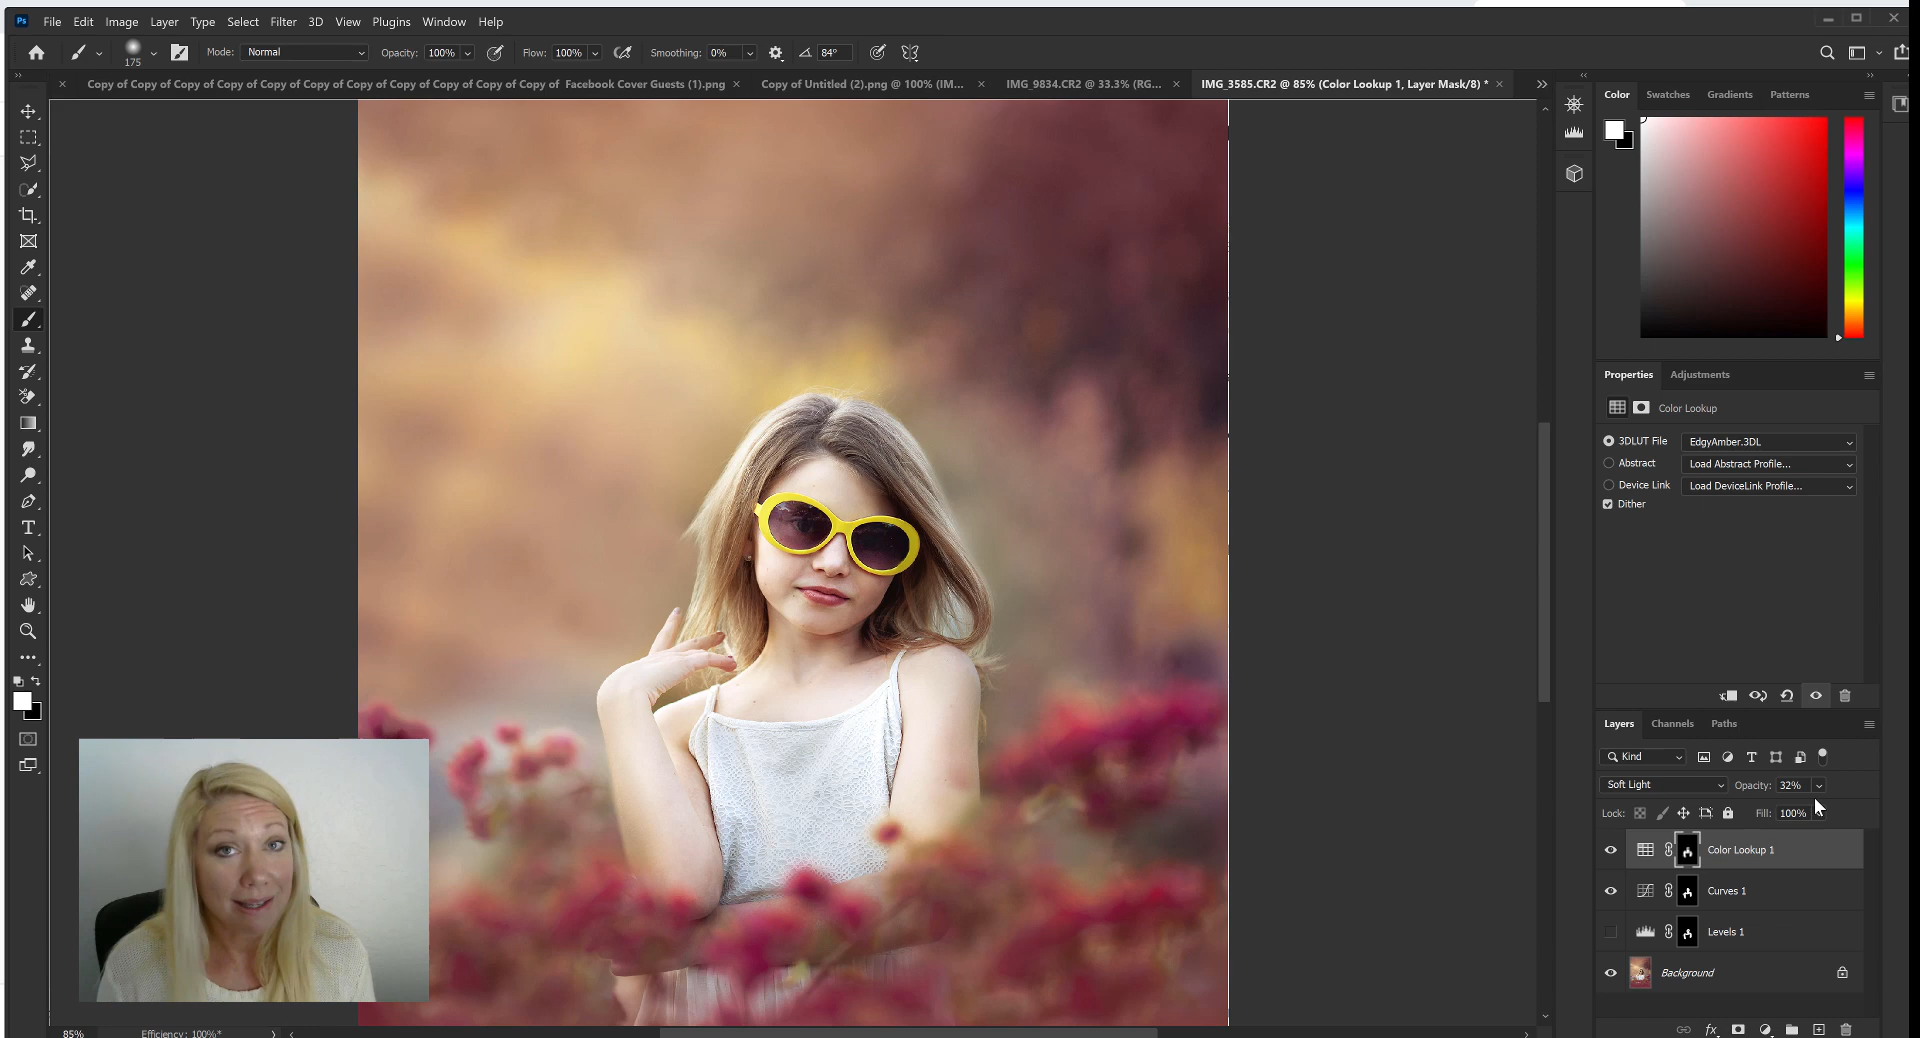 Ps File Edit Image Layer Type Select Filter 3D View Plugins Window Help
175 Mode: Normal Opacity: 100% Flow: 100% Smoothing: 0% 84°
Copy of Copy of Copy of Copy of Copy of Copy of Copy of Copy of Copy of Copy of Copy of Facebook Cover Guests (1).png × Copy of Untitled (2).png @ 100% (IM... × IMG_9834.CR2 @ 33.3% (RG... × IMG_3585.CR2 @ 85% (Color Lookup 1, Layer Mask/8) * ×
Color Swatches Gradients Patterns
Properties Adjustments
Color Lookup
3DLUT File EdgyAmber.3DL
Abstract Load Abstract Profile...
Device Link Load DeviceLink Profile...
Dither
Layers Channels Paths
Kind
Soft Light Opacity: 32%
Lock: Fill: 100%
Color Lookup 1
Curves 1
Levels 1
Background
fx
85% Efficiency: 100%*